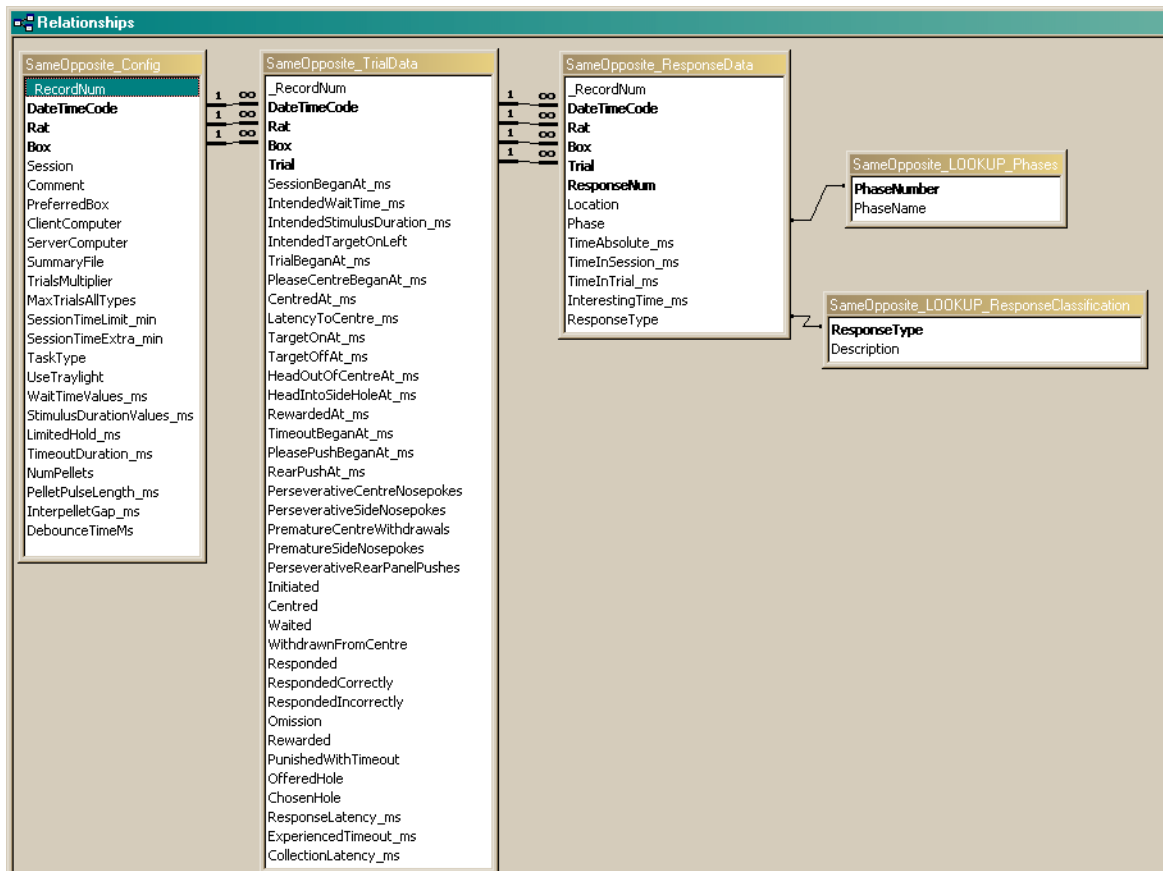 Relationships
SameOpposite_Config
_RecordNum
DateTimeCode
Rat
Box
Session
Comment
PreferredBox
ClientComputer
ServerComputer
SummaryFile
TrialsMultiplier
MaxTrialsAllTypes
SessionTimeLimit_min
SessionTimeExtra_min
TaskType
UseTraylight
WaitTimeValues_ms
StimulusDurationValues_ms
LimitedHold_ms
TimeoutDuration_ms
NumPellets
PelletPulseLength_ms
InterpelletGap_ms
DebounceTimeMs
1 ∞
1 ∞
1 ∞
SameOpposite_TrialData
_RecordNum
DateTimeCode
Rat
Box
Trial
SessionBeganAt_ms
IntendedWaitTime_ms
IntendedStimulusDuration_ms
IntendedTargetOnLeft
TrialBeganAt_ms
PleaseCentreBeganAt_ms
CentredAt_ms
LatencyToCentre_ms
TargetOnAt_ms
TargetOffAt_ms
HeadOutOfCentreAt_ms
HeadIntoSideHoleAt_ms
RewardedAt_ms
TimeoutBeganAt_ms
PleasePushBeganAt_ms
RearPushAt_ms
PerseverativeCentreNosepokes
PerseverativeSideNosepokes
PrematureCentreWithdrawals
PrematureSideNosepokes
PerseverativeRearPanelPushes
Initiated
Centred
Waited
WithdrawnFromCentre
Responded
RespondedCorrectly
RespondedIncorrectly
Omission
Rewarded
PunishedWithTimeout
OfferedHole
ChosenHole
ResponseLatency_ms
ExperiencedTimeout_ms
CollectionLatency_ms
1 ∞
1 ∞
1 ∞
1 ∞
SameOpposite_ResponseData
_RecordNum
DateTimeCode
Rat
Box
Trial
ResponseNum
Location
Phase
TimeAbsolute_ms
TimeInSession_ms
TimeInTrial_ms
InterestingTime_ms
ResponseType
SameOpposite_LOOKUP_Phases
PhaseNumber
PhaseName
SameOpposite_LOOKUP_ResponseClassification
ResponseType
Description